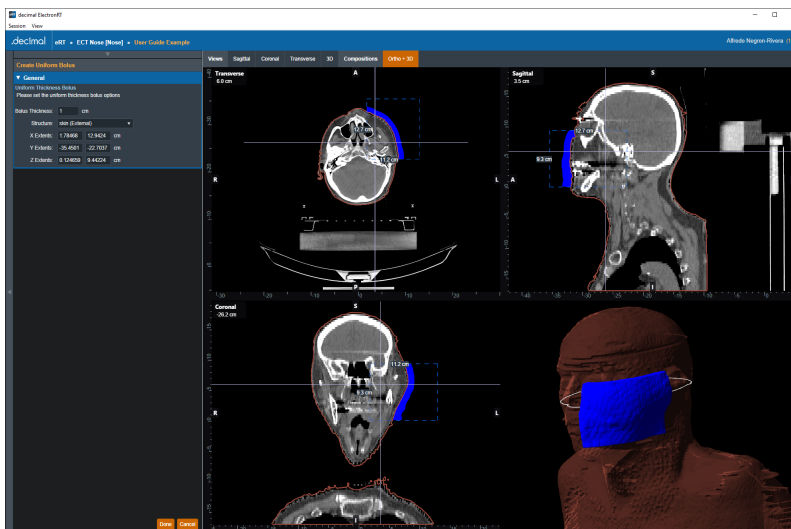 eRT decimal ElectronRT
Session View
.decimal eRT ▪ ECT Nose [Nose] ▪ User Guide Example
Alfredo Negron-Rivera
Create Uniform Bolus
▼ General
Uniform Thickness Bolus
Please set the uniform thickness bolus options
Bolus Thickness: 1 cm
Structure: skin (External)
X Extents: 1.78468 12.9424 cm
Y Extents: -35.4501 -22.7037 cm
Z Extents: 0.124659 9.44224 cm
Done Cancel
Views Sagittal Coronal Transverse 3D Compositions Ortho + 3D
Transverse
6.0 cm
A
12.7 cm
11.2 cm
R
L
P
Sagittal
3.5 cm
S
12.7 cm
9.3 cm
A
I
Coronal
-26.2 cm
S
11.2 cm
9.3 cm
R
L